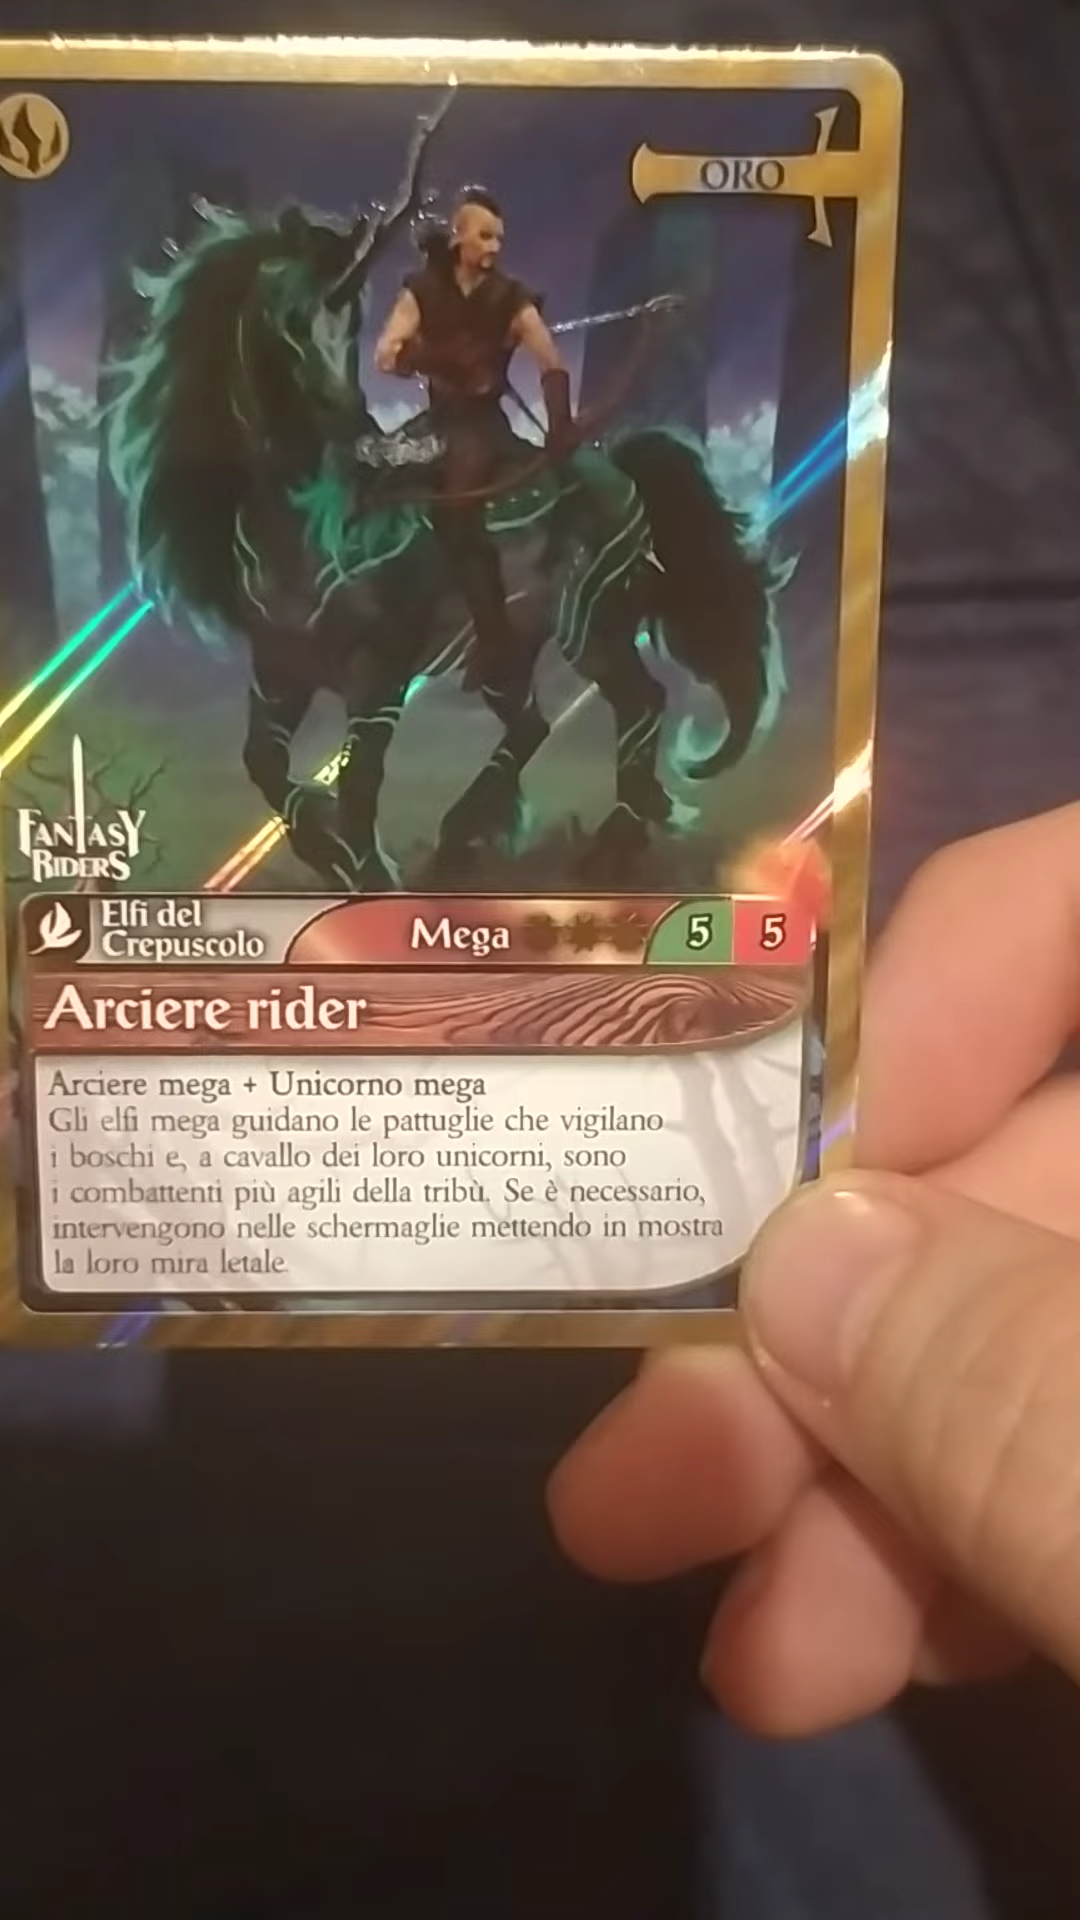 ORO
FANTASY
RIDERS
Elfi del
Crepuscolo
Mega
5
5
Arciere rider
Arciere mega + Unicorno mega
Gli elfi mega guidano le pattuglie che vigilano
i boschi e, a cavallo dei loro unicorni, sono
i combattenti più agili della tribù. Se è necessario,
intervengono nelle schermaglie mettendo in mostra
la loro mira letale.